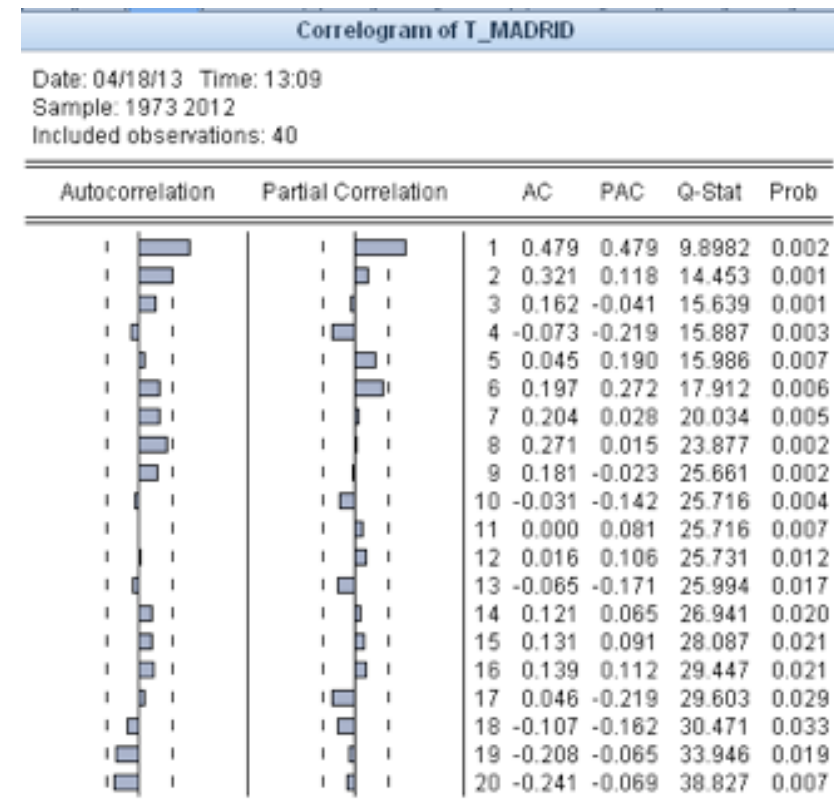 Correlogram of T_MADRID
Date: 04/18/13 Time: 13:09
Sample: 1973 2012
Included observations: 40
Autocorrelation Partial Correlation AC PAC Q-Stat Prob
1 0.479 0.479 9.8982 0.002
2 0.321 0.118 14.453 0.001
3 0.162 -0.041 15.639 0.001
4 -0.073 -0.219 15.887 0.003
5 0.045 0.190 15.986 0.007
6 0.197 0.272 17.912 0.006
7 0.204 0.028 20.034 0.005
8 0.271 0.015 23.877 0.002
9 0.181 -0.023 25.661 0.002
10 -0.031 -0.142 25.716 0.004
11 0.000 0.081 25.716 0.007
12 0.016 0.106 25.731 0.012
13 -0.065 -0.171 25.994 0.017
14 0.121 0.065 26.941 0.020
15 0.131 0.091 28.087 0.021
16 0.139 0.112 29.447 0.021
17 0.046 -0.219 29.603 0.029
18 -0.107 -0.162 30.471 0.033
19 -0.208 -0.065 33.946 0.019
20 -0.241 -0.069 38.827 0.007